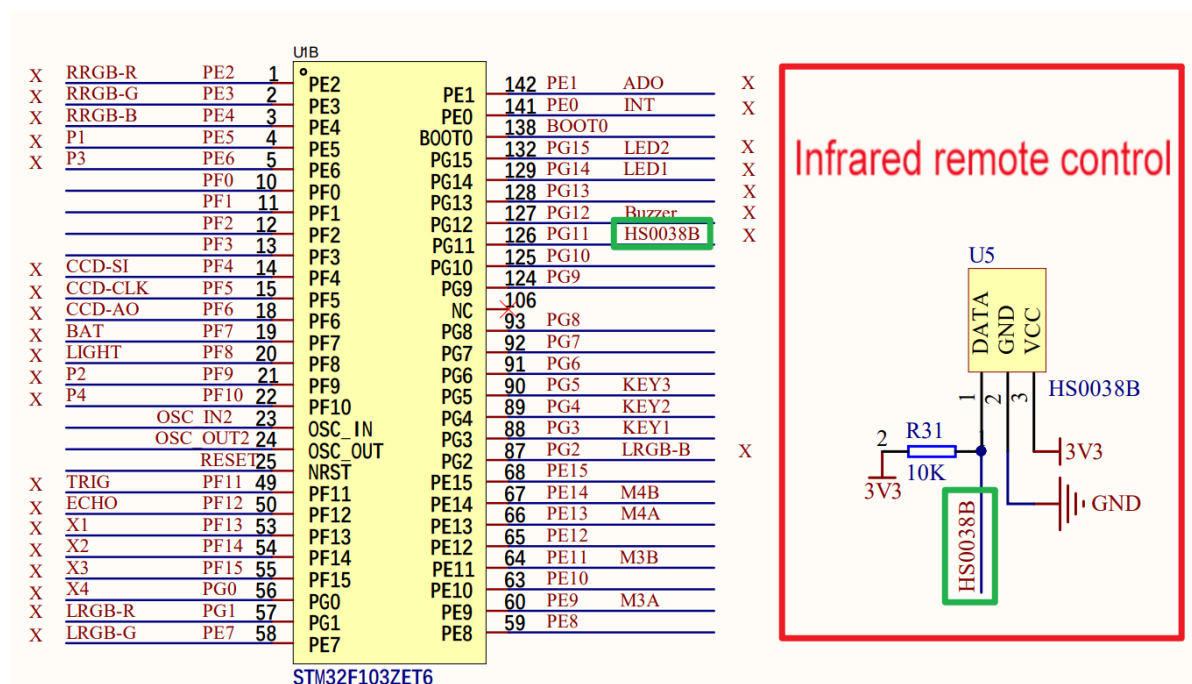 U1B
X RRGB-R PE2 1 PE2
X RRGB-G PE3 2 PE3
X RRGB-B PE4 3 PE4
X P1 PE5 4 PE5
X P3 PE6 5 PE6
PF0 10 PF0
PF1 11 PF1
PF2 12 PF2
PF3 13 PF3
X CCD-SI PF4 14 PF4
X CCD-CLK PF5 15 PF5
X CCD-AO PF6 18 PF6
X BAT PF7 19 PF7
X LIGHT PF8 20 PF8
X P2 PF9 21 PF9
X P4 PF10 22 PF10
OSC_IN2 23 OSC_IN
OSC_OUT2 24 OSC_OUT
RESET 25 NRST
X TRIG PF11 49 PF11
X ECHO PF12 50 PF12
X X1 PF13 53 PF13
X X2 PF14 54 PF14
X X3 PF15 55 PF15
X X4 PG0 56 PG0
X LRGB-R PG1 57 PG1
X LRGB-G PE7 58 PE7
PE1 142 PE1 ADO X
PE0 141 PE0 INT X
BOOT0 138 BOOT0
PG15 132 PG15 LED2 X
PG14 129 PG14 LED1 X
PG13 128 PG13 X
PG12 127 PG12 Buzzer X
PG11 126 PG11 HS0038B X
PG10 125 PG10
PG9 124 PG9
NC 106
PG8 93 PG8
PG7 92 PG7
PG6 91 PG6
PG5 90 PG5 KEY3
PG4 89 PG4 KEY2
PG3 88 PG3 KEY1
PG2 87 PG2 LRGB-B X
PE15 68 PE15
PE14 67 PE14 M4B
PE13 66 PE13 M4A
PE12 65 PE12
PE11 64 PE11 M3B
PE10 63 PE10
PE9 60 PE9 M3A
PE8 59 PE8
STM32F103ZET6
Infrared remote control
U5
DATA
GND
VCC
HS0038B
1
2
3
2 R31
10K
3V3
3V3
GND
HS0038B